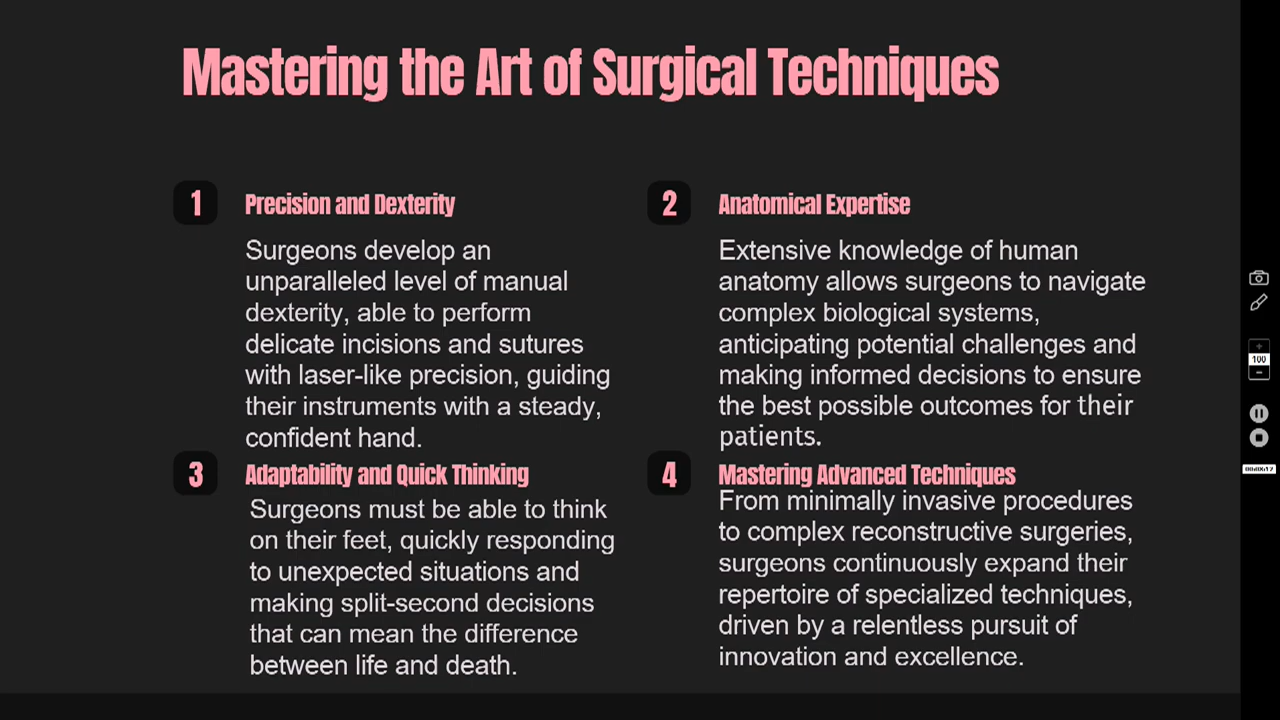 Mastering the Art of Surgical Techniques
1
Precision and Dexterity
Surgeons develop an
unparalleled level of manual
dexterity, able to perform
delicate incisions and sutures
with laser-like precision, guiding
their instruments with a steady,
confident hand.
2
Anatomical Expertise
Extensive knowledge of human
anatomy allows surgeons to navigate
complex biological systems,
anticipating potential challenges and
making informed decisions to ensure
the best possible outcomes for their
patients.
3
Adaptability and Quick Thinking
Surgeons must be able to think
on their feet, quickly responding
to unexpected situations and
making split-second decisions
that can mean the difference
between life and death.
4
Mastering Advanced Techniques
From minimally invasive procedures
to complex reconstructive surgeries,
surgeons continuously expand their
repertoire of specialized techniques,
driven by a relentless pursuit of
innovation and excellence.
100